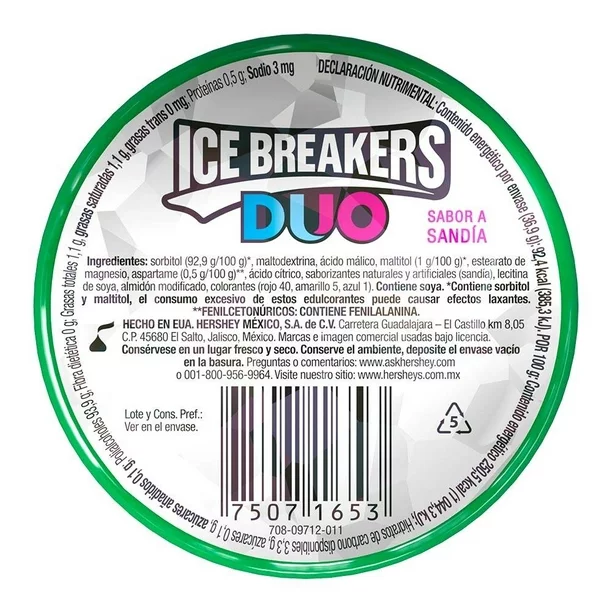 DECLARACIÓN NUTRIMENTAL: Contenido energético por envase (36,9 g): 92,4 kcal (386,3 kJ), POR 100 g: Contenido energético 250,5 kcal (1 044,3 kJ); Hidratos de carbono disponibles 3,3 g, azúcares 0,1 g, azúcares añadidos 0,1 g; Polialcoholes 93,9 g, Fibra dietética 0 g; Grasas totales 1,1 g, grasas saturadas 1,1 g, grasas trans 0 mg; Proteínas 0,5 g; Sodio 3 mg
ICE BREAKERS
DUO
SABOR A
SANDÍA
Ingredientes: sorbitol (92,9 g/100 g)*, maltodextrina, ácido málico, maltitol (1 g/100 g)*, estearato de
magnesio, aspartame (0,5 g/100 g)**, ácido cítrico, saborizantes naturales y artificiales (sandía), lecitina
de soya, almidón modificado, colorantes (rojo 40, amarillo 5, azul 1). Contiene soya. *Contiene sorbitol
y maltitol, el consumo excesivo de estos edulcorantes puede causar efectos laxantes.
**FENILCETONÚRICOS: CONTIENE FENILALANINA.
HECHO EN EUA. HERSHEY MÉXICO, S.A. de C.V. Carretera Guadalajara – El Castillo km 8,05
C.P. 45680 El Salto, Jalisco, México. Marcas e imagen comercial usadas bajo licencia.
Consérvese en un lugar fresco y seco. Conserve el ambiente, deposite el envase vacío
en la basura. Preguntas o comentarios: www.askhershey.com
o 001-800-956-9964. Visite nuestro sitio: www.hersheys.com.mx
Lote y Cons. Pref.:
Ver en el envase.
5
75071653
708-09712-011